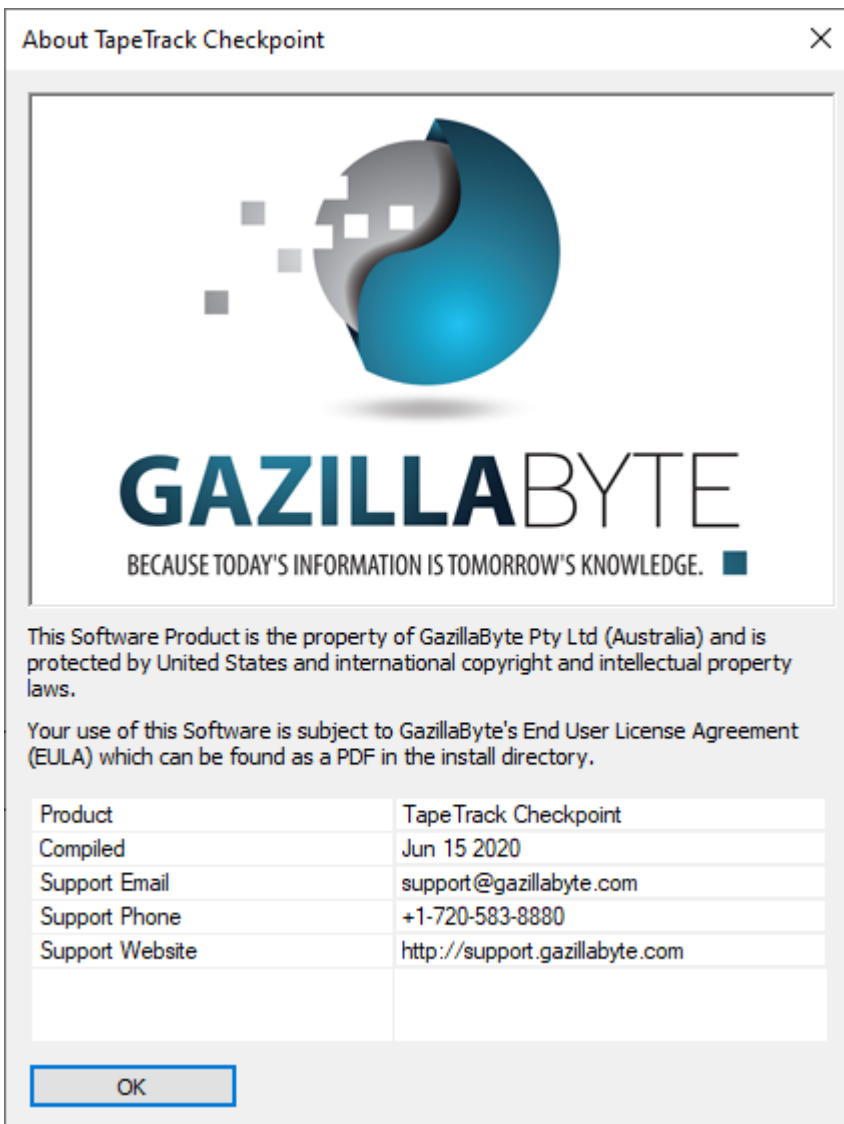 About TapeTrack Checkpoint
GAZILLABYTE
BECAUSE TODAY'S INFORMATION IS TOMORROW'S KNOWLEDGE.
This Software Product is the property of GazillaByte Pty Ltd (Australia) and is
protected by United States and international copyright and intellectual property
laws.
Your use of this Software is subject to GazillaByte's End User License Agreement
(EULA) which can be found as a PDF in the install directory.
Product TapeTrack Checkpoint
Compiled Jun 15 2020
Support Email support@gazillabyte.com
Support Phone +1-720-583-8880
Support Website http://support.gazillabyte.com
OK